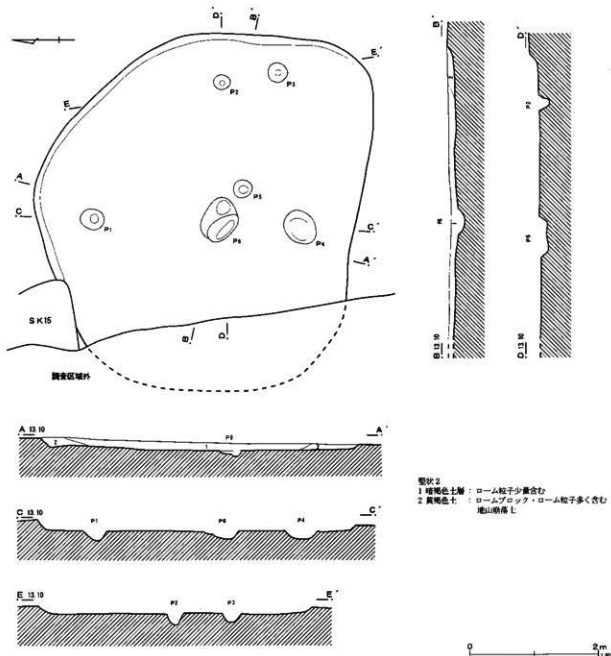 D
B´
E´
P2
P3
E
A
C
P1
P5
P6
P4
C´
A´
SK15
B
D
調査区域外
B´
D´
P2
P6
B 13.10
D 13.10
A 13.10
A´
2
1
C 13.10
C´
P1
P6
P4
E 13.10
E´
P2
P3
竪状2
1 暗褐色土層 : ローム粒子少量含む
2 黄褐色土 : ロームブロック・ローム粒子多く含む
地山崩落土
0
2m